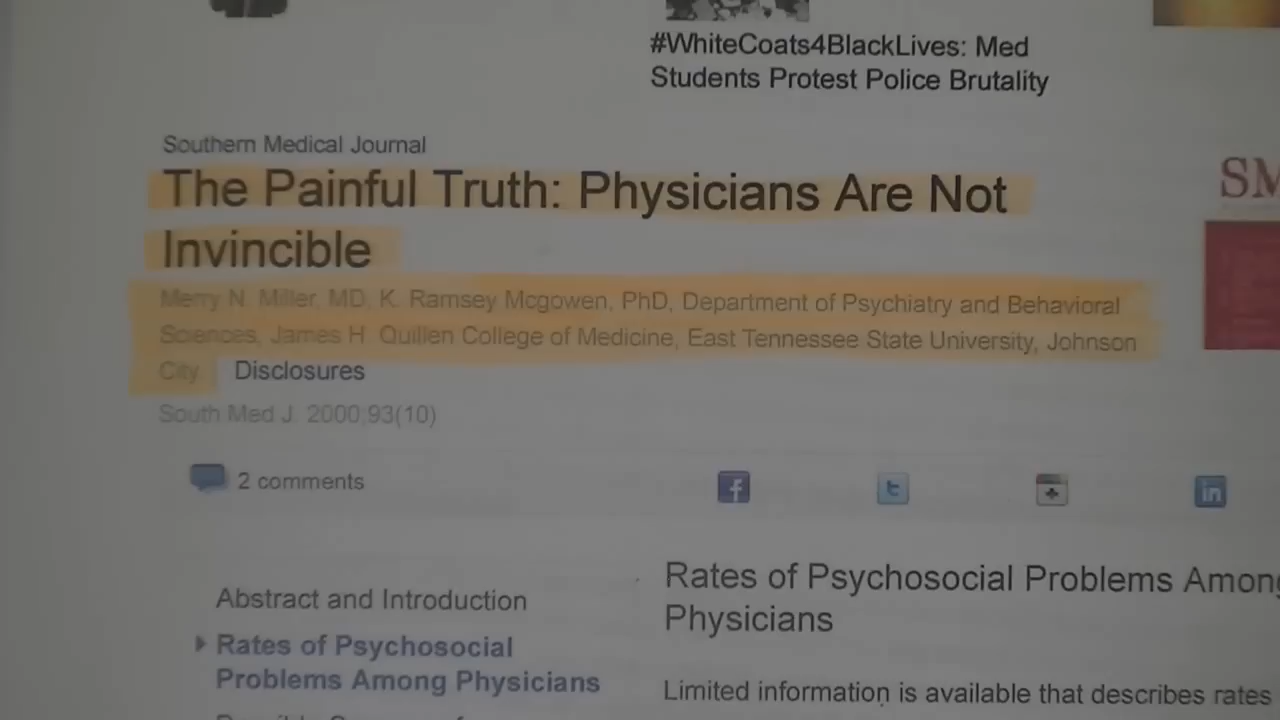 #WhiteCoats4BlackLives: Med
Students Protest Police Brutality
Southern Medical Journal
The Painful Truth: Physicians Are Not
Invincible
Merry N. Miller, MD, K. Ramsey Mcgowen, PhD, Department of Psychiatry and Behavioral
Sciences, James H. Quillen College of Medicine, East Tennessee State University, Johnson
City Disclosures
South Med J. 2000;93(10)
2 comments
Abstract and Introduction
Rates of Psychosocial
Problems Among Physicians
Rates of Psychosocial Problems Among
Physicians
Limited information is available that describes rates